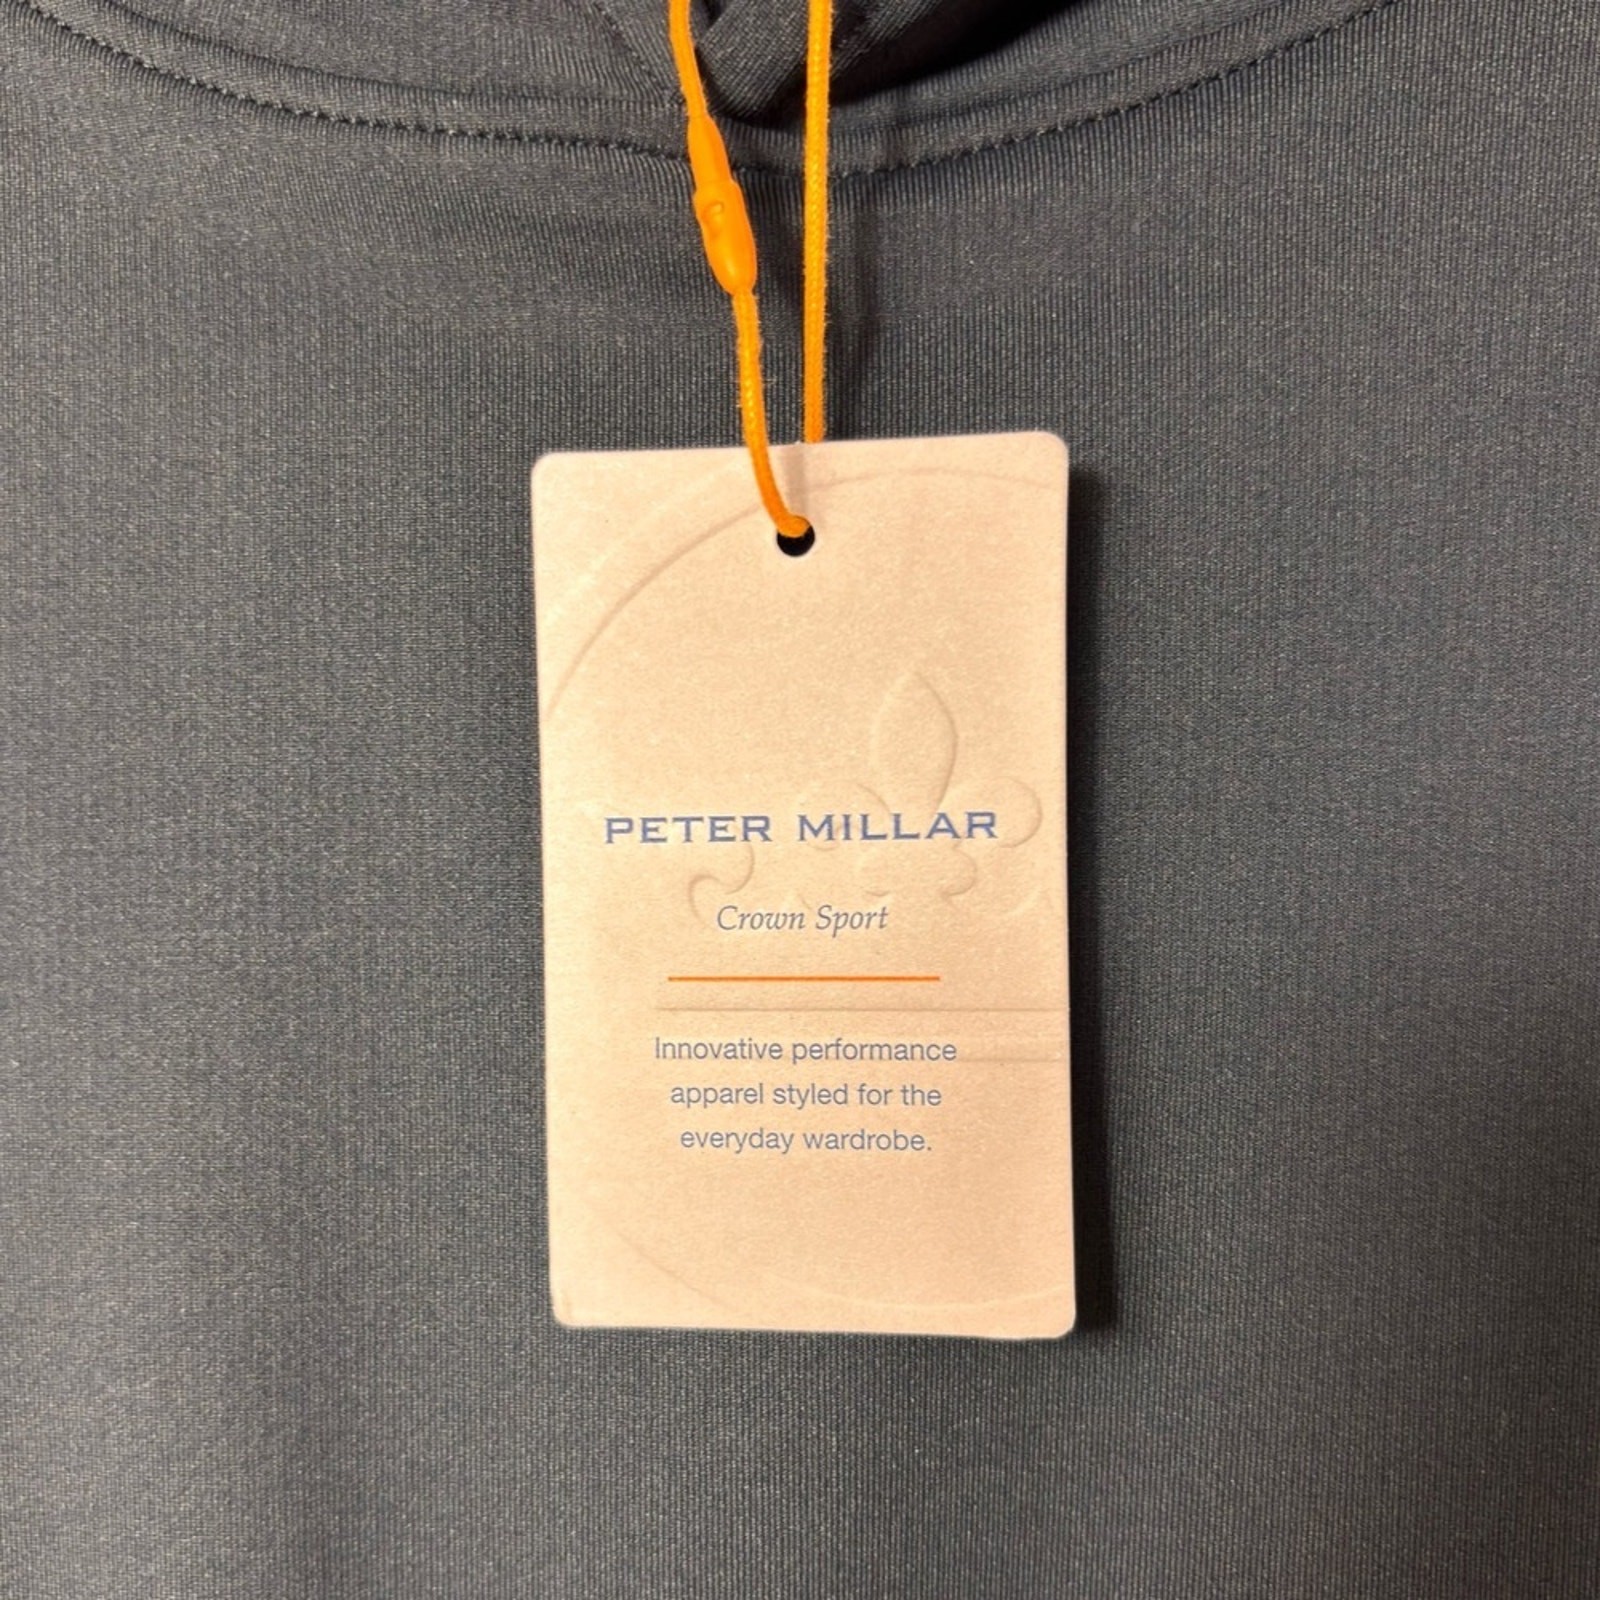 PETER MILLAR
Crown Sport
Innovative performance
apparel styled for the
everyday wardrobe.